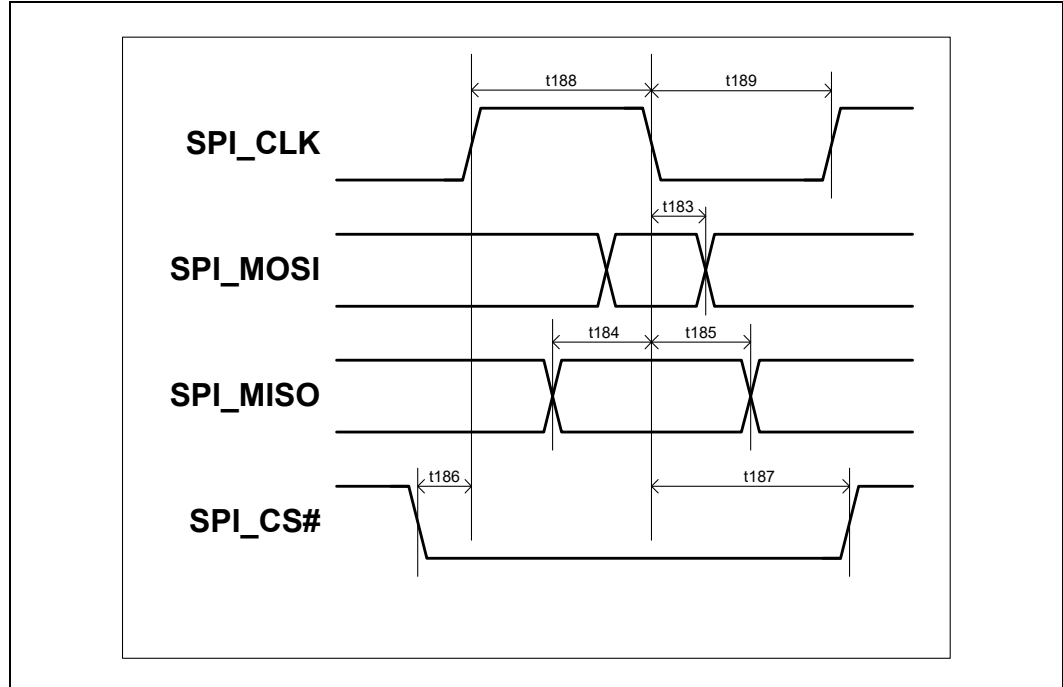 t188
t189
SPI_CLK
t183
SPI_MOSI
t184
t185
SPI_MISO
t186
t187
SPI_CS#